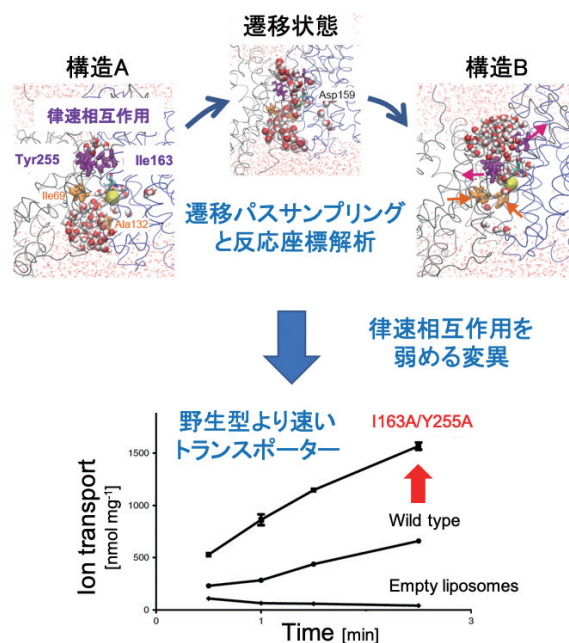 遷移状態
構造A
構造B
律速相互作用
Asp159
Tyr255
Ile163
Ile69
Ala132
遷移パスサンプリング
と反応座標解析
律速相互作用を
弱める変異
野生型より速い
トランスポーター
I163A/Y255A
Wild type
Empty liposomes
Ion transport
[nmol mg⁻¹]
1500
1000
500
0
0
1
2
3
Time [min]